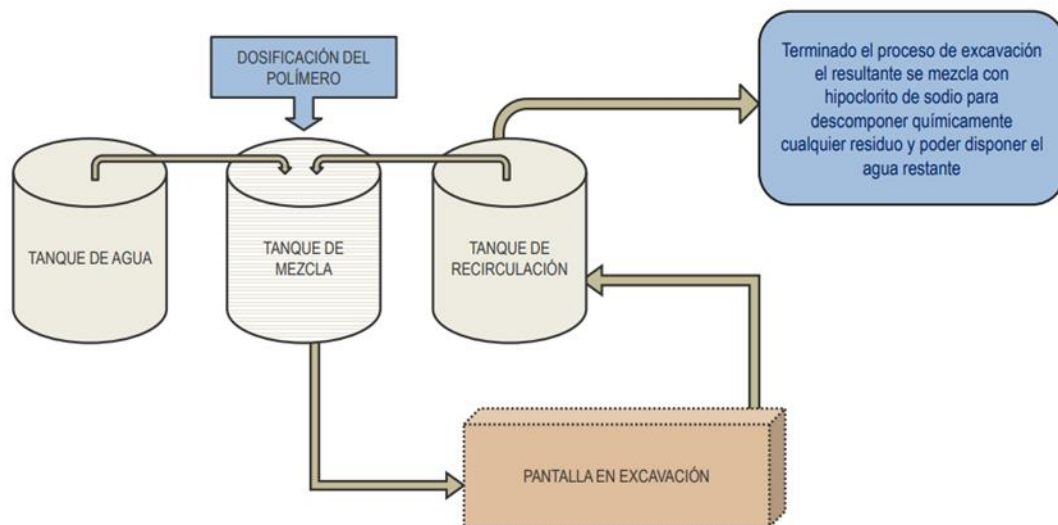 DOSIFICACIÓN DEL
POLÍMERO
Terminado el proceso de excavación
el resultante se mezcla con
hipoclorito de sodio para
descomponer químicamente
cualquier residuo y poder disponer el
agua restante
TANQUE DE AGUA
TANQUE DE
MEZCLA
TANQUE DE
RECIRCULACIÓN
PANTALLA EN EXCAVACIÓN